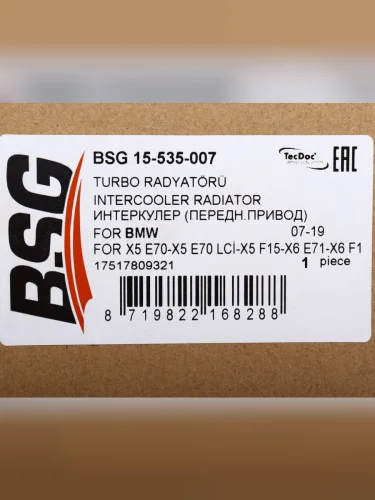 BSG
BSG 15-535-007
TecDoc
EAC
TURBO RADYATÖRÜ
INTERCOOLER RADIATOR
ИНТЕРКУЛЕР (ПЕРЕДН.ПРИВОД)
FOR BMW 07-19
FOR X5 E70-X5 E70 LCİ-X5 F15-X6 E71-X6 F1
17517809321 1 piece
8 719822 168288